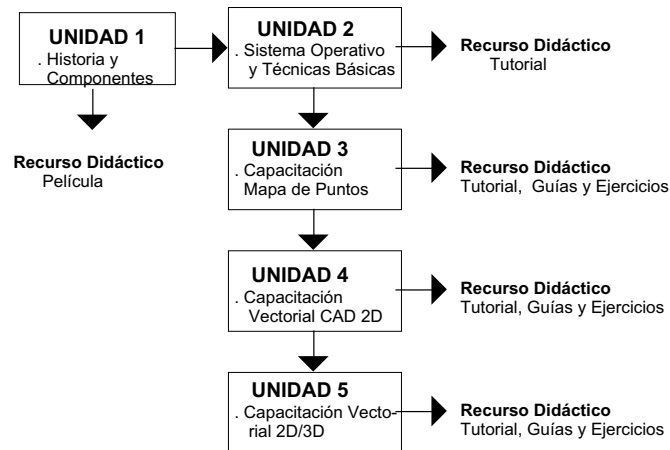 UNIDAD 1
. Historia y
Componentes
Recurso Didáctico
Película
UNIDAD 2
. Sistema Operativo
y Técnicas Básicas
Recurso Didáctico
Tutorial
UNIDAD 3
. Capacitación
Mapa de Puntos
Recurso Didáctico
Tutorial, Guías y Ejercicios
UNIDAD 4
. Capacitación
Vectorial CAD 2D
Recurso Didáctico
Tutorial, Guías y Ejercicios
UNIDAD 5
. Capacitación Vecto-
rial 2D/3D
Recurso Didáctico
Tutorial, Guías y Ejercicios